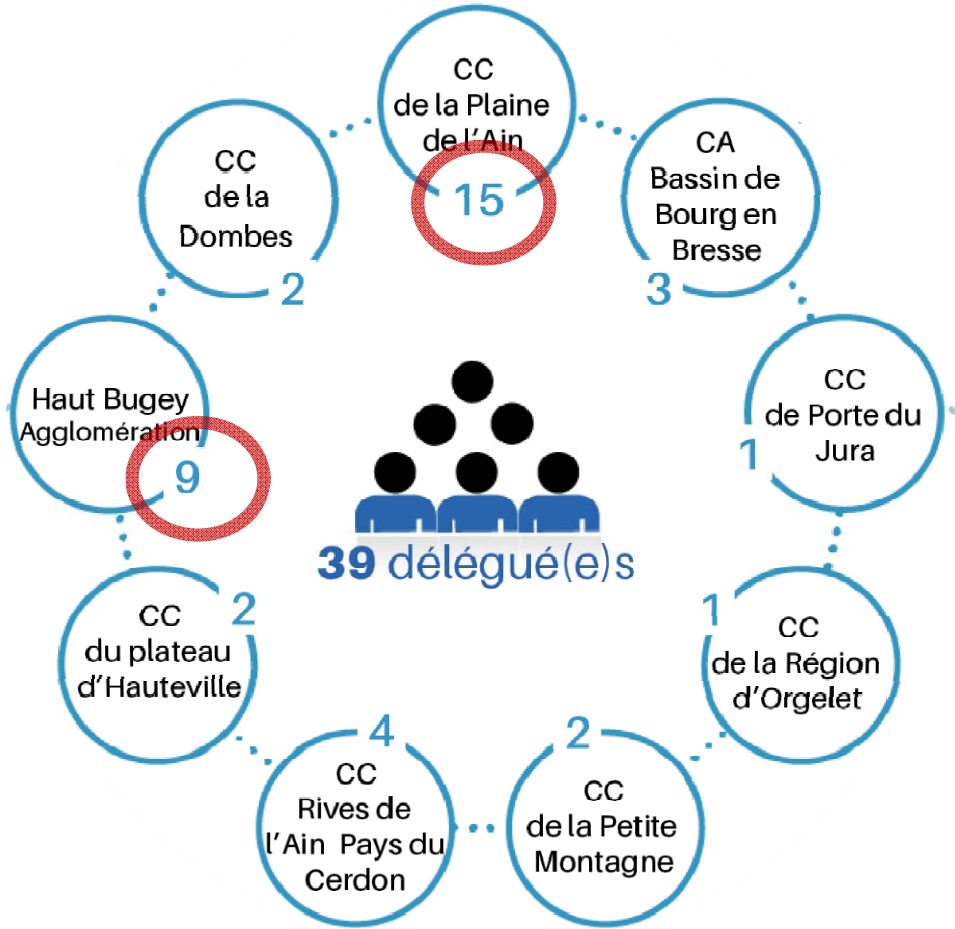 CC
de la Plaine
de l'Ain
15
CA
Bassin de
Bourg en
Bresse
3
CC
de Porte du
Jura
1
CC
de la Région
d'Orgelet
1
CC
de la Petite
Montagne
2
CC
Rives de
l'Ain Pays du
Cerdon
4
CC
du plateau
d'Hauteville
2
Haut Bugey
Agglomération
9
CC
de la
Dombes
2
39 délégué(e)s